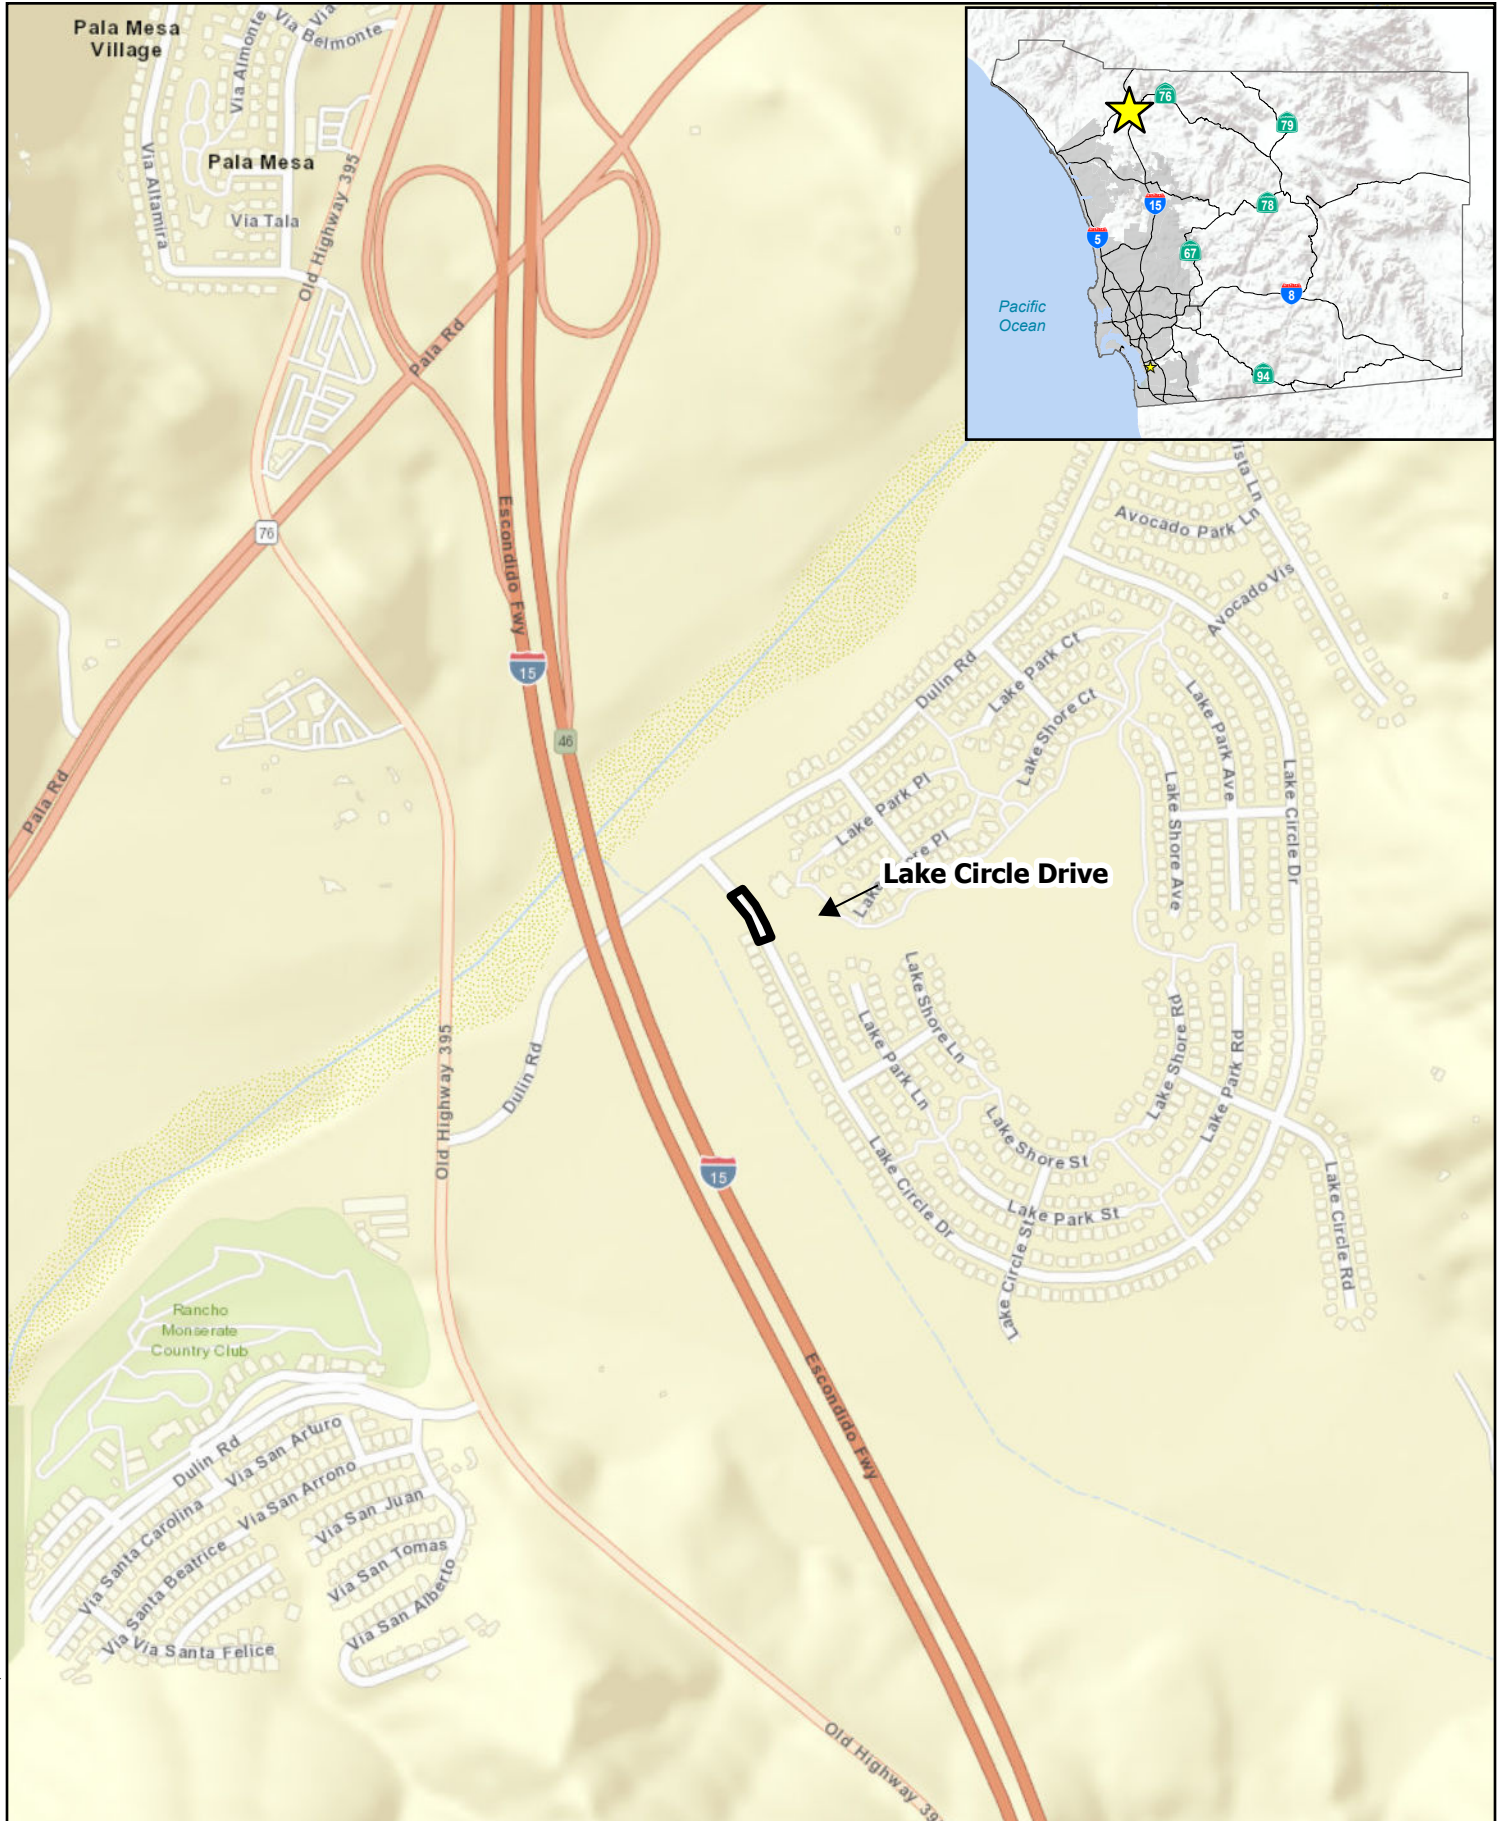 Pala Mesa
Village
Via Almonte
Via
Via Belmonte
Via Altamira
Pala Mesa
Via Tala
Old Highway 395
Pala Rd
76
Escondido Fwy
15
46
Pala Rd
76
79
15
78
5
67
8
94
Pacific
Ocean
ista Ln
Avocado Park Ln
Avocado Vis
Dulin Rd
Lake Park Ct
Lake Shore Ct
Lake Park Ave
Lake Shore Ave
Lake Circle Dr
Lake Park Pl
Lake Circle Drive
Lake Shore Ln
Lake Park Ln
Lake Shore Rd
Lake Park Rd
Lake Shore St
Lake Park St
Lake Circle Dr
Lake Circle St
Lake Circle Rd
Old Highway 395
Dulin Rd
15
Escondido Fwy
Rancho
Monserate
Country Club
Dulin Rd
Via San Arturo
Via San Arrono
Via Santa Carolina
Via San Juan
Via Santa Beatrice
Via San Tomas
Via San Alberto
Via Santa Felice
Old Highway 39